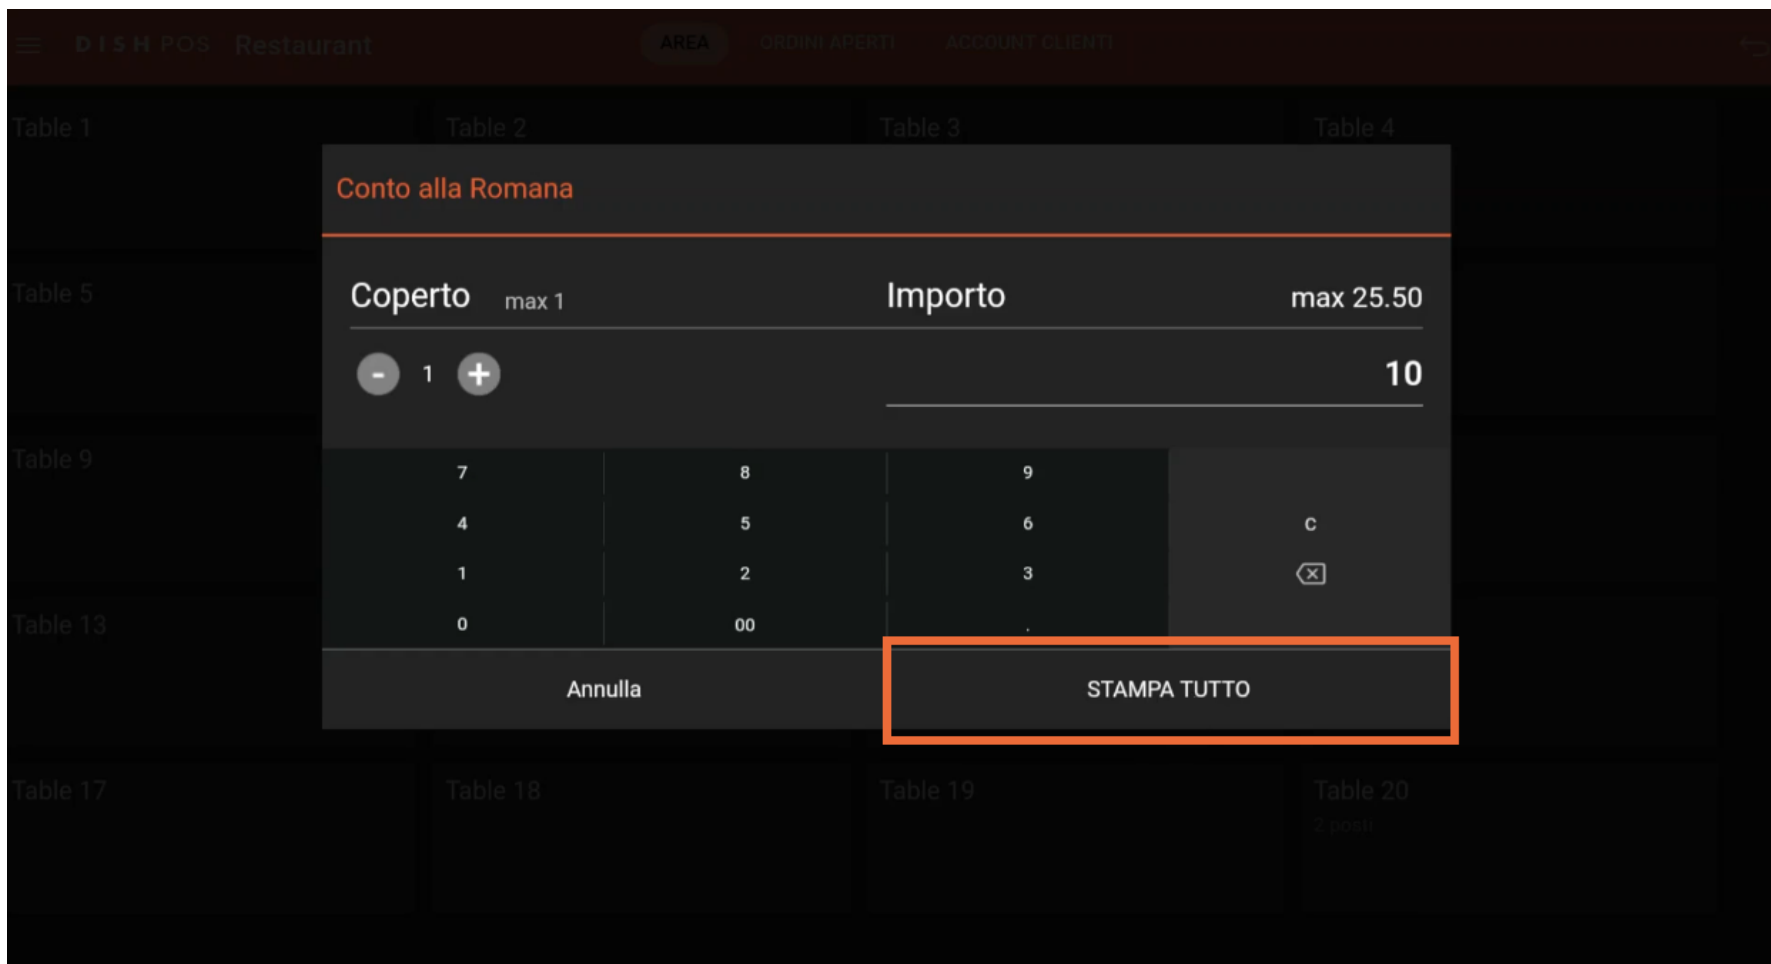 DISH POS Restaurant AREA ORDINI APERTI ACCOUNT CLIENTI
Table 1 Table 2 Table 3 Table 4
Conto alla Romana
Table 5
Coperto max 1 Importo max 25.50
- 1 + 10
Table 9
7 8 9
4 5 6 C
1 2 3
0 00 .
Table 13
Annulla STAMPA TUTTO
Table 17 Table 18 Table 19 Table 20
2 posti